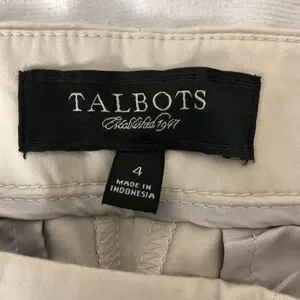 TALBOTS
Established 1947
4
MADE IN
INDONESIA